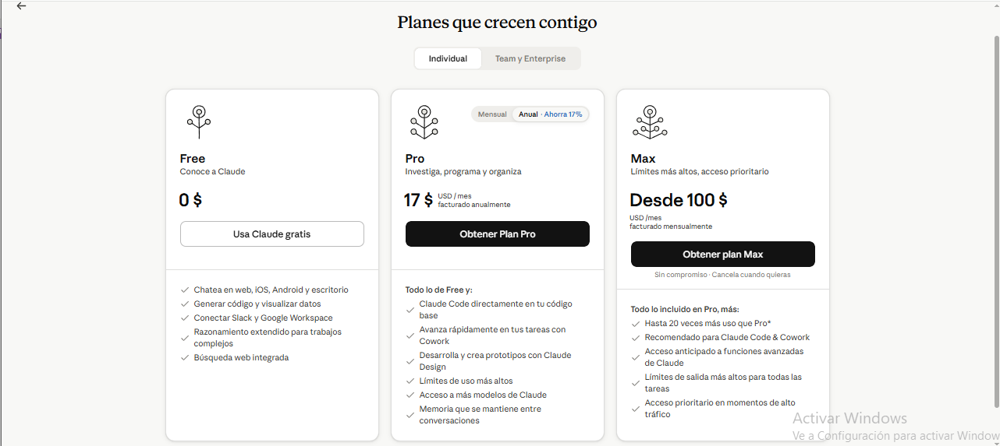 Planes que crecen contigo
Individual
Team y Enterprise
Free
Conoce a Claude
0 $
Usa Claude gratis
Chatea en web, iOS, Android y escritorio
Generar código y visualizar datos
Conectar Slack y Google Workspace
Razonamiento extendido para trabajos
complejos
Búsqueda web integrada
Mensual
Anual · Ahorra 17%
Pro
Investiga, programa y organiza
17 $
USD / mes
facturado anualmente
Obtener Plan Pro
Todo lo de Free y:
Claude Code directamente en tu código
base
Avanza rápidamente en tus tareas con
Cowork
Desarrolla y crea prototipos con Claude
Design
Límites de uso más altos
Acceso a más modelos de Claude
Memoria que se mantiene entre
conversaciones
Max
Límites más altos, acceso prioritario
Desde 100 $
USD /mes
facturado mensualmente
Obtener plan Max
Sin compromiso · Cancela cuando quieras
Todo lo incluido en Pro, más:
Hasta 20 veces más uso que Pro*
Recomendado para Claude Code & Cowork
Acceso anticipado a funciones avanzadas
de Claude
Límites de salida más altos para todas las
tareas
Acceso prioritario en momentos de alto
tráfico
Activar Windows
Ve a Configuración para activar Window